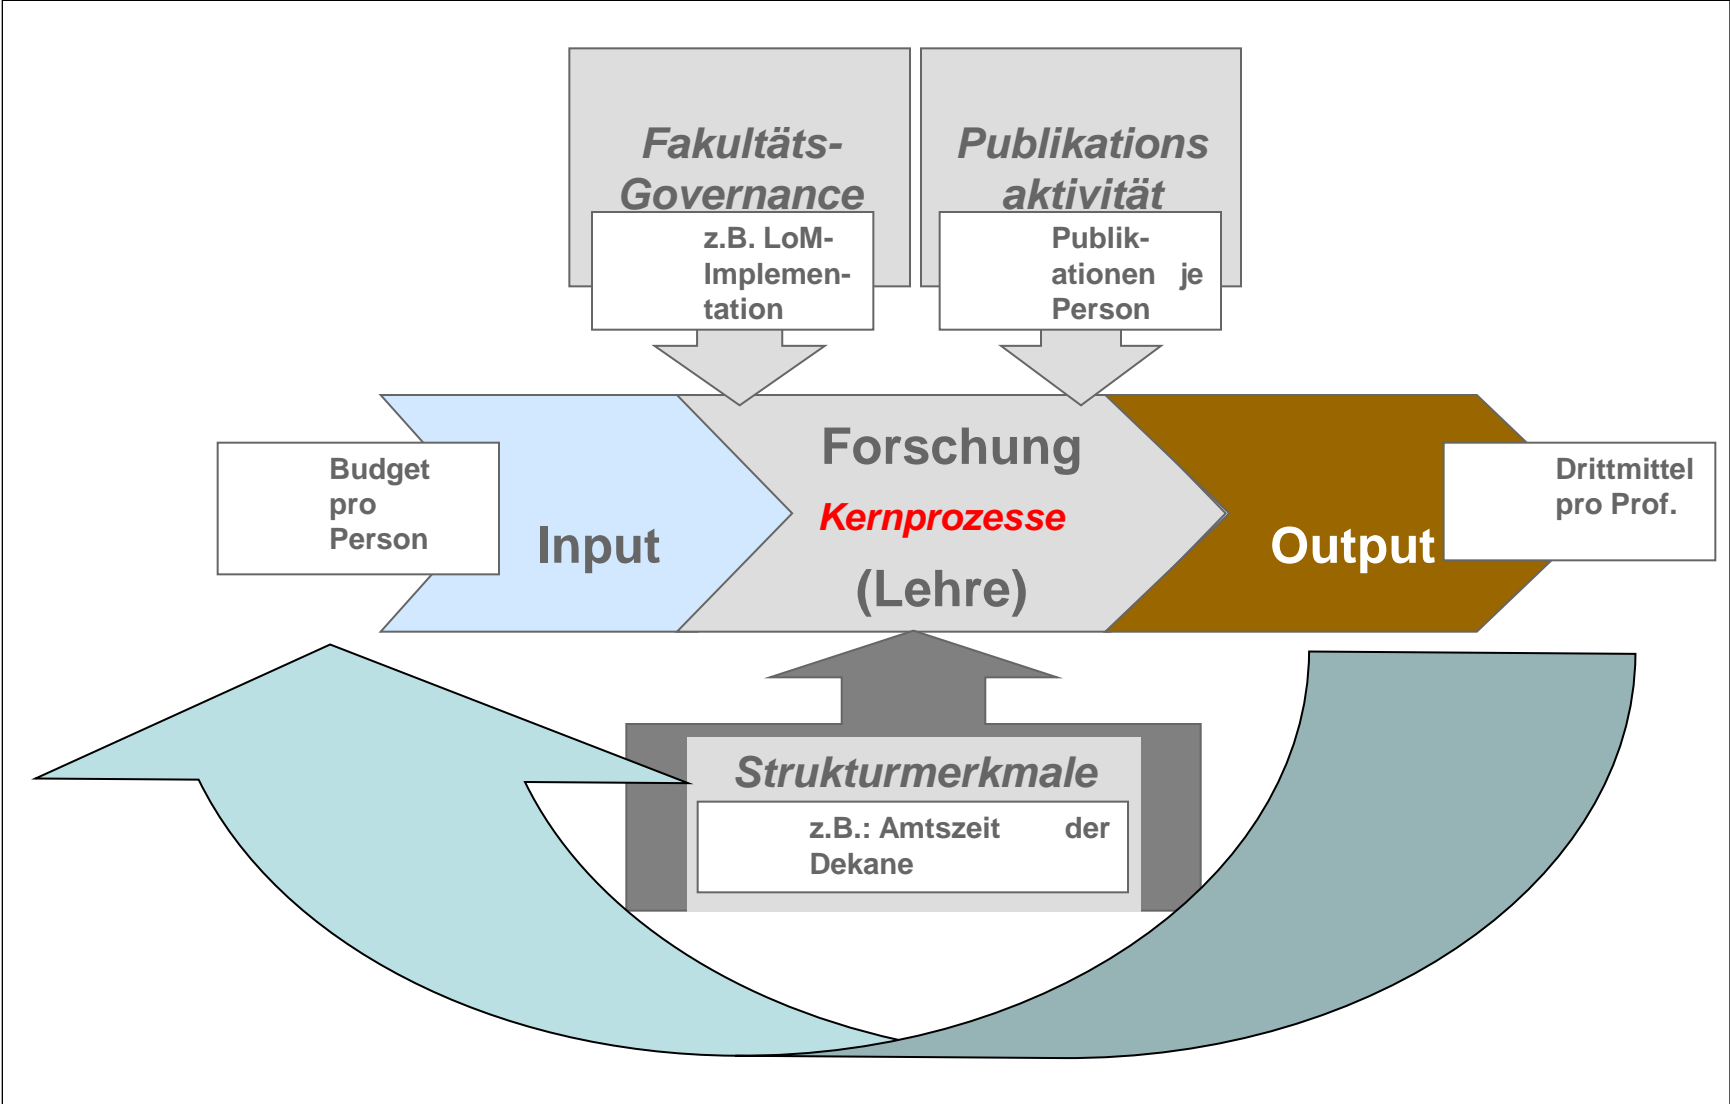 Fakultäts-
Governance
z.B. LoM-
Implemen-
tation
Publikations
aktivität
Publik-
ationen je
Person
Budget
pro
Person
Input
Forschung
Kernprozesse
(Lehre)
Output
Drittmittel
pro Prof.
Strukturmerkmale
z.B.: Amtszeit der
Dekane